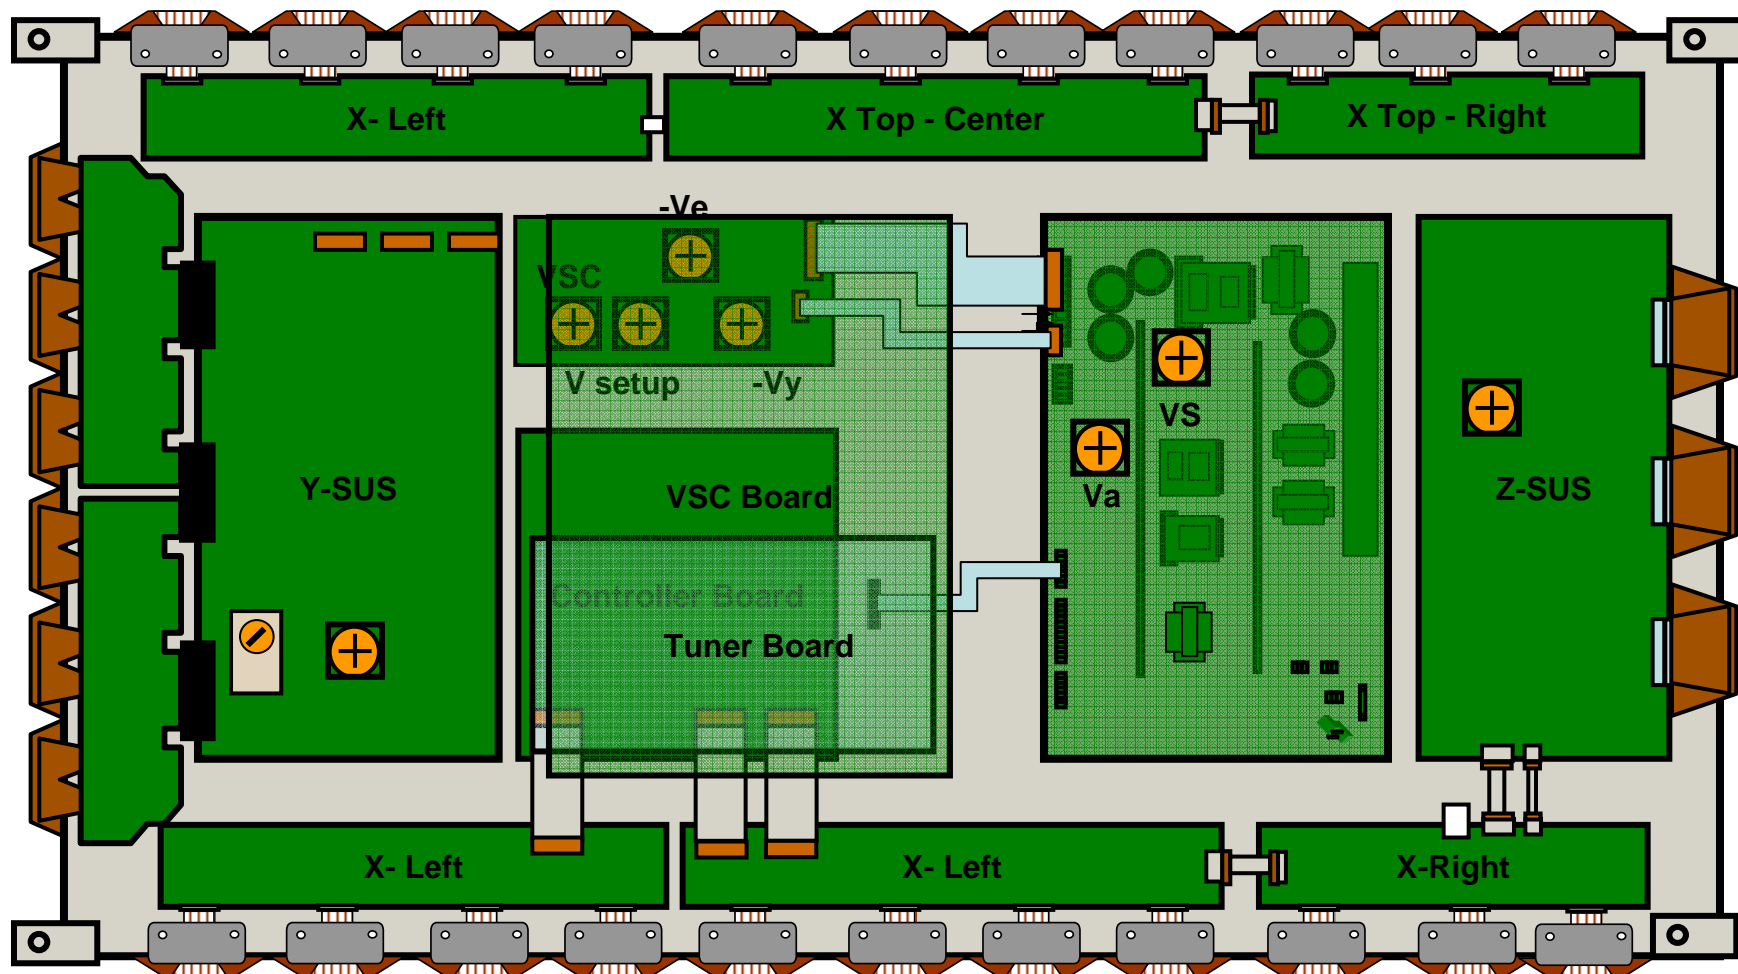 X- Left
X Top - Center
X Top - Right
-Ve
VSC
V setup
-Vy
VS
Va
Y-SUS
VSC Board
Z-SUS
Controller Board
Tuner Board
X- Left
X- Left
X-Right